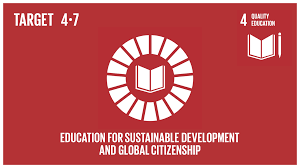 TARGET 4·7
4 QUALITY
EDUCATION
EDUCATION FOR SUSTAINABLE DEVELOPMENT
AND GLOBAL CITIZENSHIP